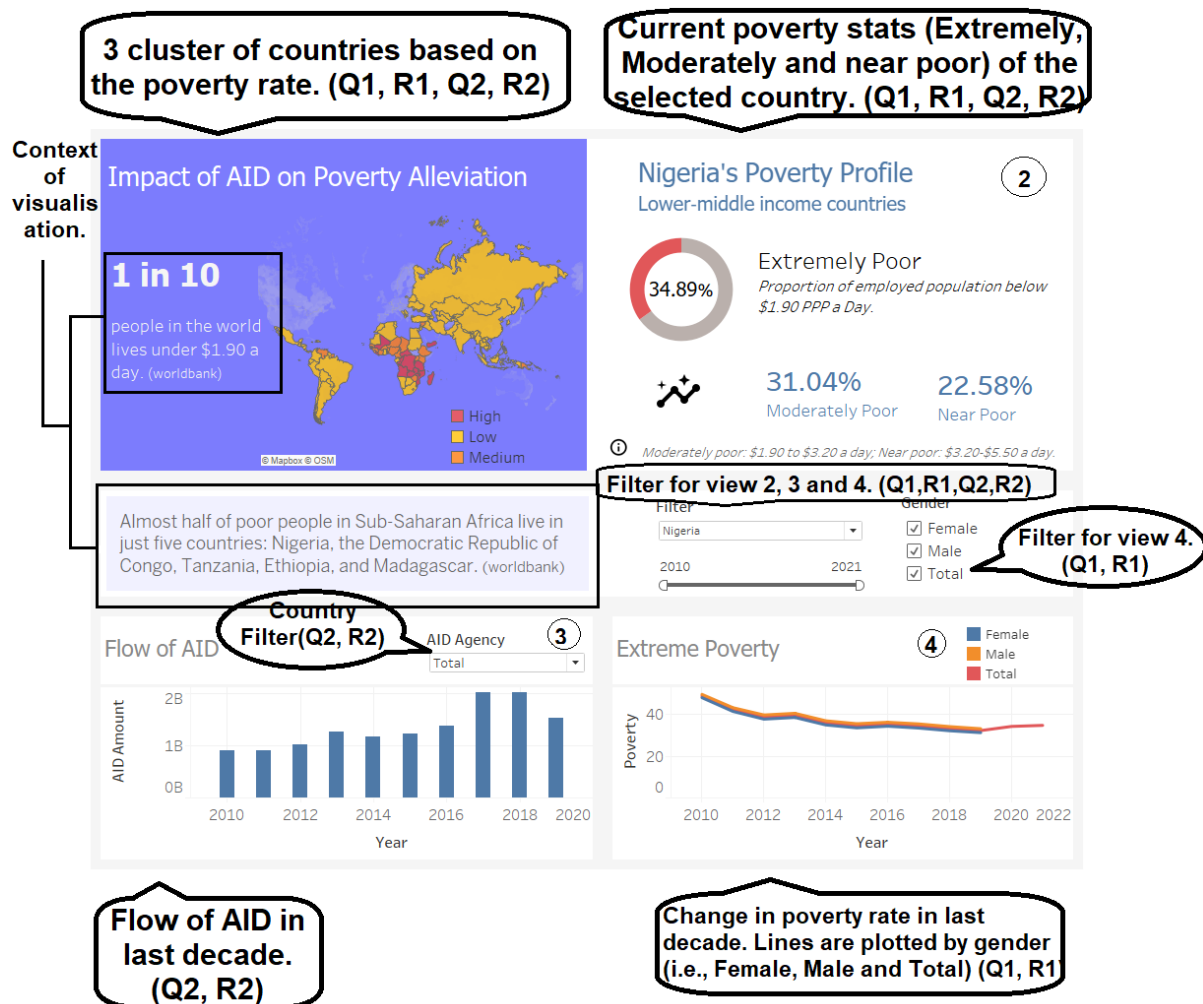 3 cluster of countries based on
the poverty rate. (Q1, R1, Q2, R2)
Current poverty stats (Extremely,
Moderately and near poor) of the
selected country. (Q1, R1, Q2, R2)
Context
of
visualis
ation.
Impact of AID on Poverty Alleviation
1 in 10
people in the world
lives under $1.90 a
day. (worldbank)
High
Low
Medium
© Mapbox © OSM
Nigeria's Poverty Profile
2
Lower-middle income countries
34.89%
Extremely Poor
Proportion of employed population below
$1.90 PPP a Day.
31.04%
Moderately Poor
22.58%
Near Poor
Moderately poor: $1.90 to $3.20 a day; Near poor: $3.20-$5.50 a day.
Filter for view 2, 3 and 4. (Q1,R1,Q2,R2)
Almost half of poor people in Sub-Saharan Africa live in
just five countries: Nigeria, the Democratic Republic of
Congo, Tanzania, Ethiopia, and Madagascar. (worldbank)
Filter
Nigeria
2010 2021
Gender
Female
Male
Total
Filter for view 4.
(Q1, R1)
Country
Filter(Q2, R2)
Flow of AID
AID Agency
Total
3
AID Amount
2B
1B
0B
2010 2012 2014 2016 2018 2020
Year
Extreme Poverty
4
Female
Male
Total
Poverty
40
20
0
2010 2012 2014 2016 2018 2020 2022
Year
Flow of AID in
last decade.
(Q2, R2)
Change in poverty rate in last
decade. Lines are plotted by gender
(i.e., Female, Male and Total) (Q1, R1)